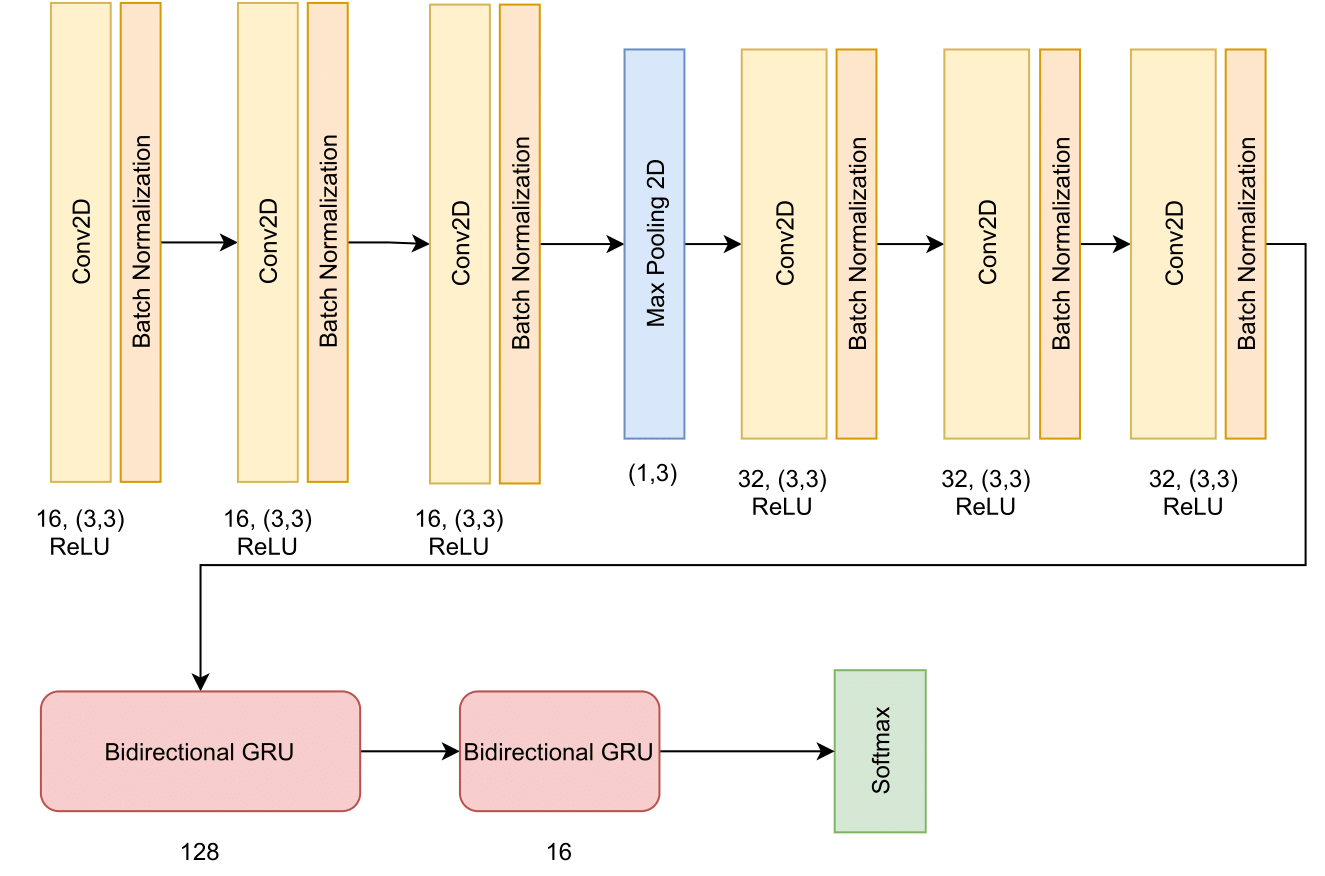 Conv2D
Batch Normalization
16, (3,3)
ReLU
Conv2D
Batch Normalization
16, (3,3)
ReLU
Conv2D
Batch Normalization
16, (3,3)
ReLU
Max Pooling 2D
(1,3)
Conv2D
Batch Normalization
32, (3,3)
ReLU
Conv2D
Batch Normalization
32, (3,3)
ReLU
Conv2D
Batch Normalization
32, (3,3)
ReLU
Bidirectional GRU
128
Bidirectional GRU
16
Softmax